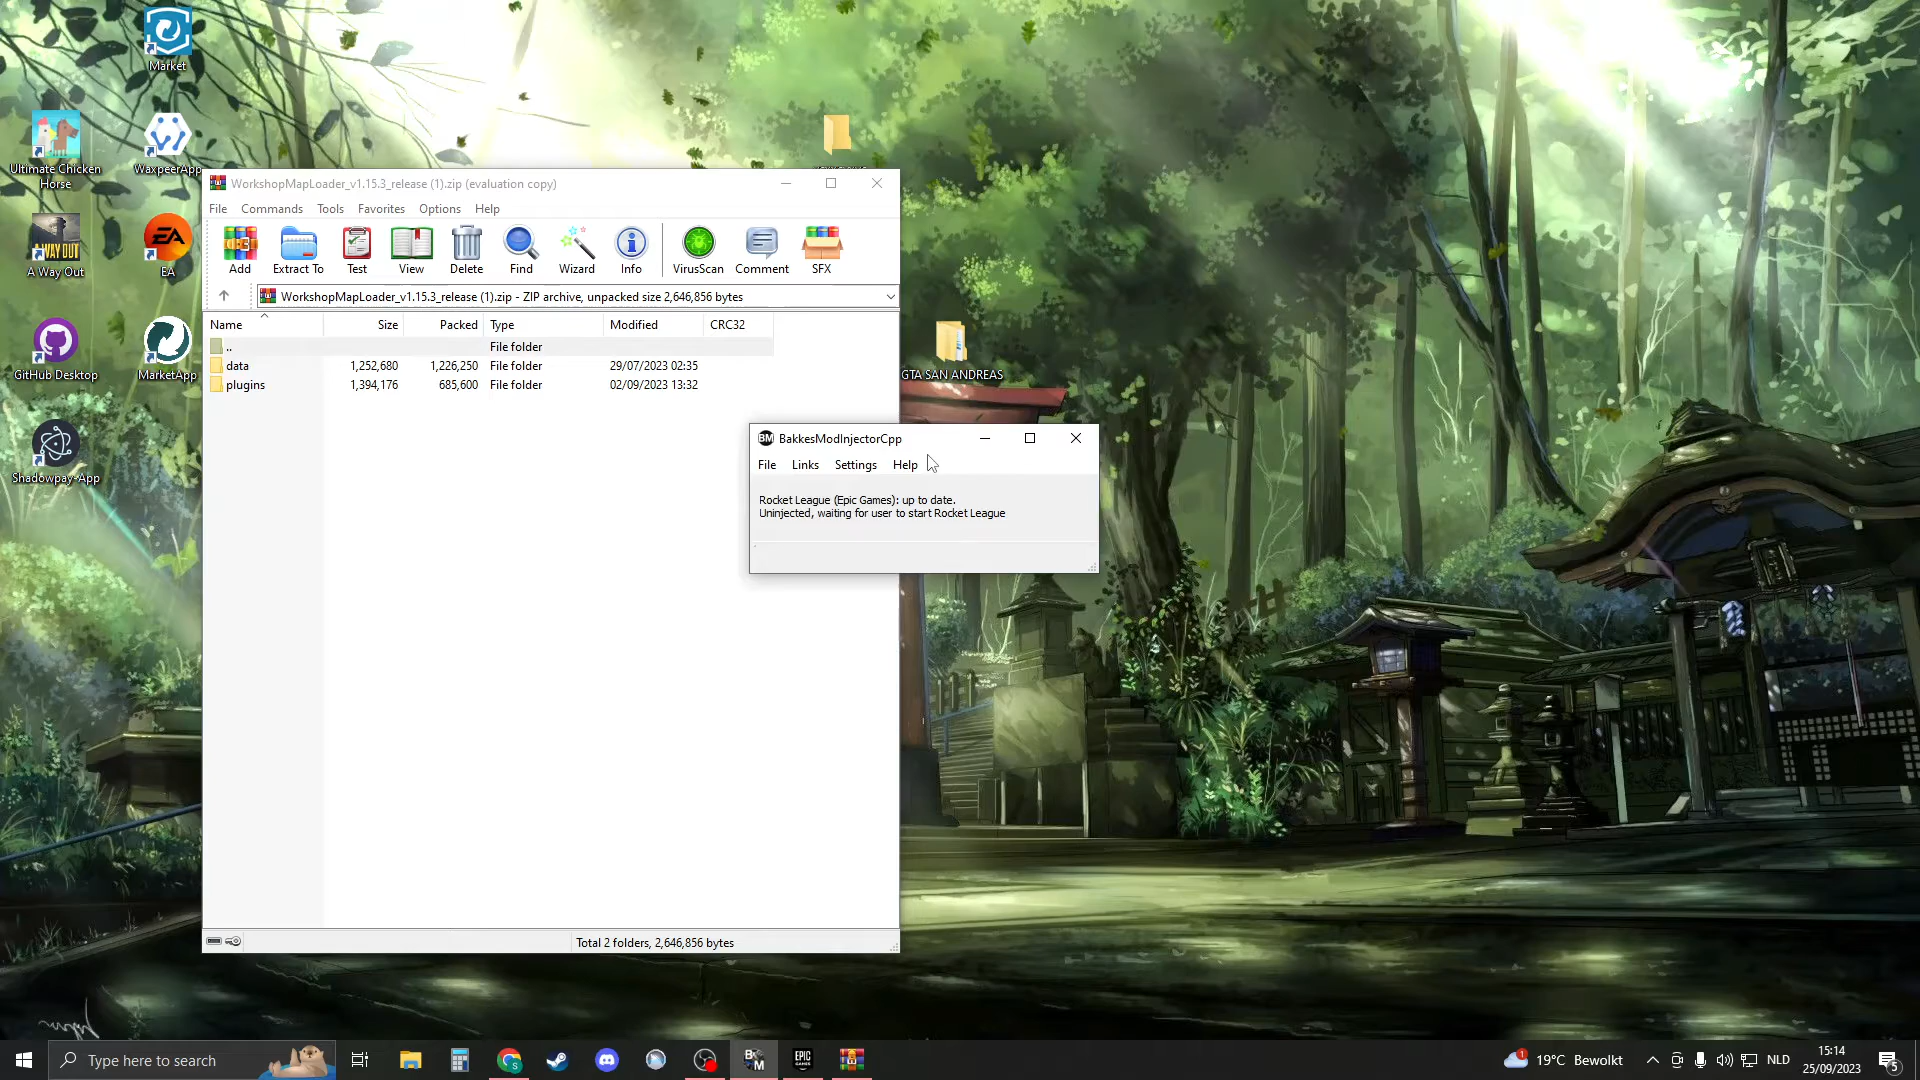 Market
Ultimate Chicken
Horse
WaxpeerApp
A WAY OUT
A Way Out
EA
EA
GitHub Desktop
MarketApp
Shadowpay-App
GTA SAN ANDREAS
WorkshopMapLoader_v1.15.3_release (1).zip (evaluation copy)
File Commands Tools Favorites Options Help
Add Extract To Test View Delete Find Wizard Info VirusScan Comment SFX
WorkshopMapLoader_v1.15.3_release (1).zip - ZIP archive, unpacked size 2,646,856 bytes
Name Size Packed Type Modified CRC32
.. File folder
data 1,252,680 1,226,250 File folder 29/07/2023 02:35
plugins 1,394,176 685,600 File folder 02/09/2023 13:32
Total 2 folders, 2,646,856 bytes
BM BakkesModInjectorCpp
File Links Settings Help
Rocket League (Epic Games): up to date.
Uninjected, waiting for user to start Rocket League
Type here to search
EPIC
GAMES
1 19°C Bewolkt
NLD
15:14
25/09/2023
5